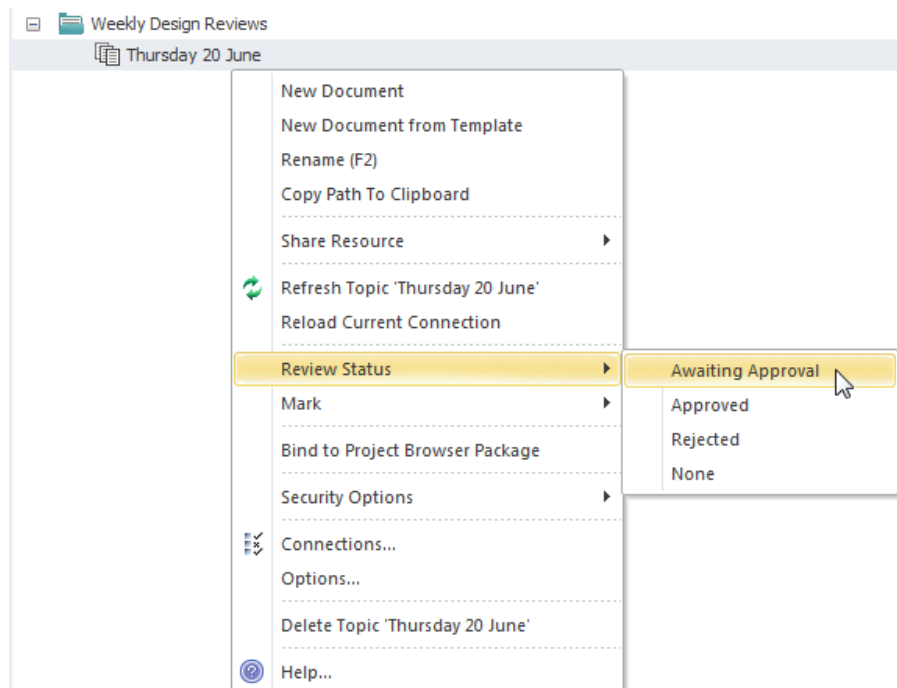 Weekly Design Reviews
Thursday 20 June
New Document
New Document from Template
Rename (F2)
Copy Path To Clipboard
Share Resource
Refresh Topic 'Thursday 20 June'
Reload Current Connection
Review Status
Awaiting Approval
Mark
Approved
Rejected
Bind to Project Browser Package
None
Security Options
Connections...
Options...
Delete Topic 'Thursday 20 June'
Help...